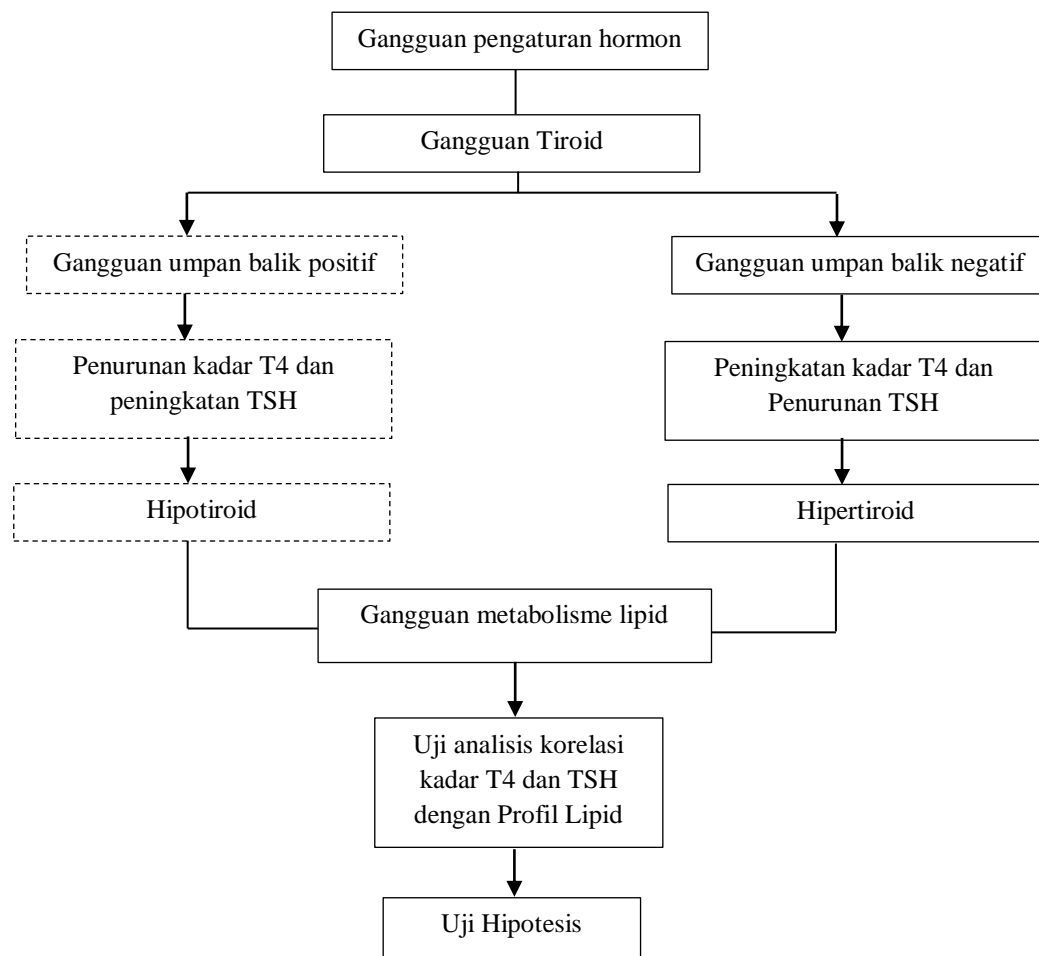 Gangguan pengaturan hormon
Gangguan Tiroid
Gangguan umpan balik positif
Gangguan umpan balik negatif
Penurunan kadar T4 dan
peningkatan TSH
Peningkatan kadar T4 dan
Penurunan TSH
Hipotiroid
Hipertiroid
Gangguan metabolisme lipid
Uji analisis korelasi
kadar T4 dan TSH
dengan Profil Lipid
Uji Hipotesis